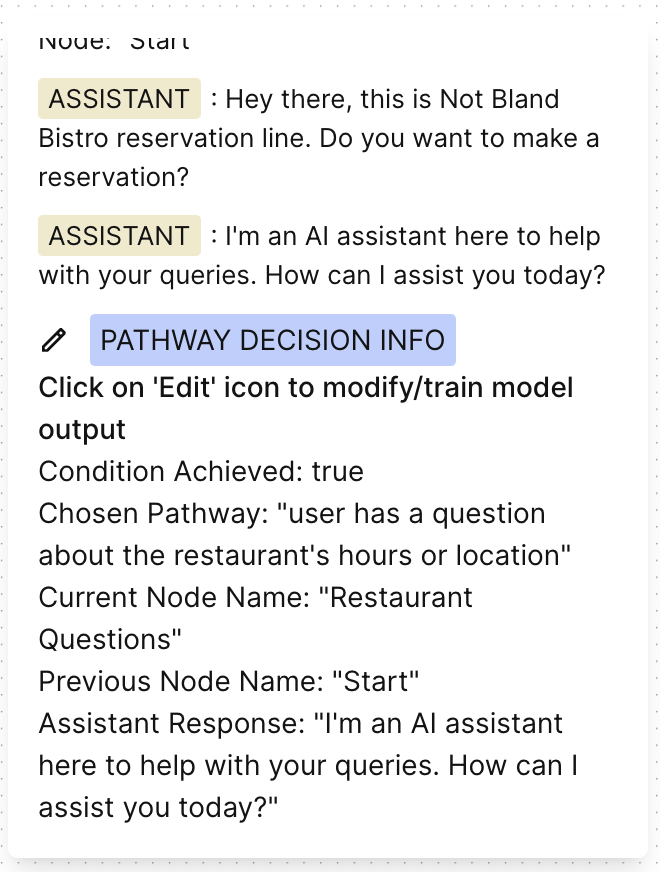 Node: "Start"
ASSISTANT : Hey there, this is Not Bland
Bistro reservation line. Do you want to make a
reservation?
ASSISTANT : I'm an AI assistant here to help
with your queries. How can I assist you today?
PATHWAY DECISION INFO
Click on 'Edit' icon to modify/train model
output
Condition Achieved: true
Chosen Pathway: "user has a question
about the restaurant's hours or location"
Current Node Name: "Restaurant
Questions"
Previous Node Name: "Start"
Assistant Response: "I'm an AI assistant
here to help with your queries. How can I
assist you today?"